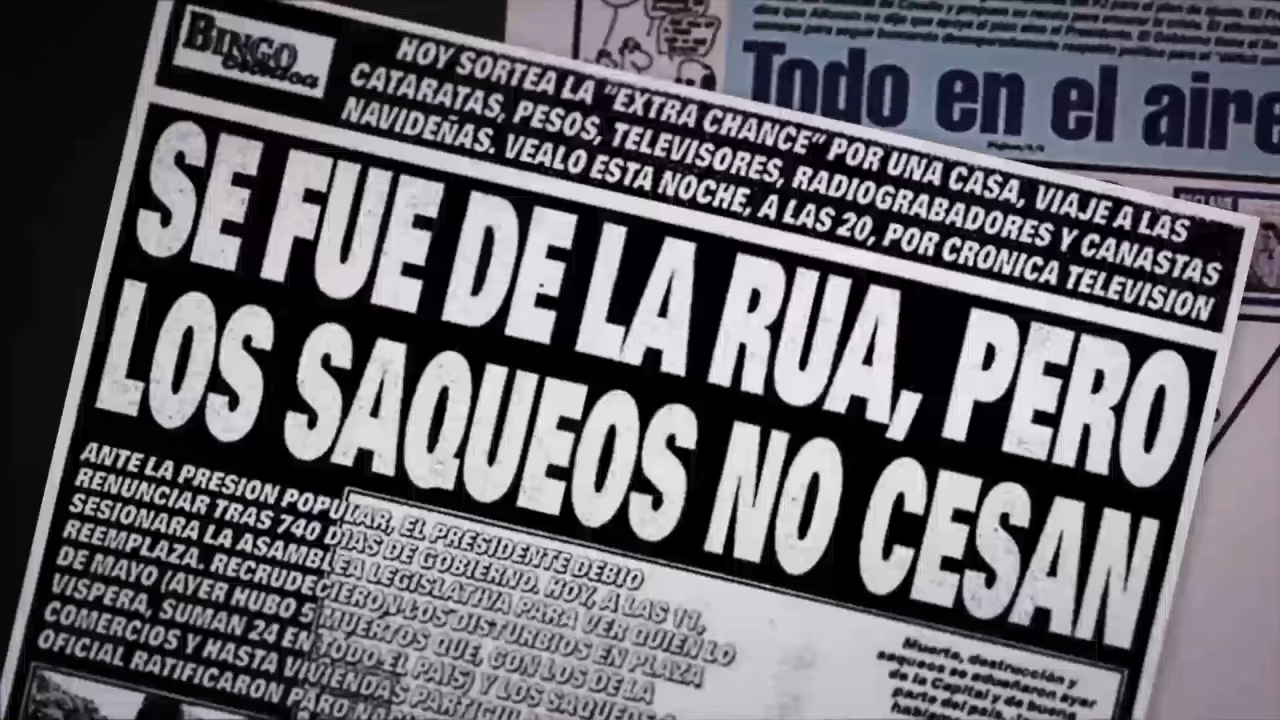 BINGO
Crónica
HOY SORTEA LA "EXTRA CHANCE" POR UNA CASA, VIAJE A LAS
CATARATAS, PESOS, TELEVISORES, RADIOGRABADORES Y CANASTAS
NAVIDEÑAS. VEALO ESTA NOCHE, A LAS 20, POR CRONICA TELEVISION
SE FUE DE LA RUA, PERO
LOS SAQUEOS NO CESAN
ANTE LA PRESION POPULAR, EL PRESIDENTE DEBIO
RENUNCIAR TRAS 740 DIAS DE GOBIERNO. HOY, A LAS 11,
SESIONARA LA ASAMBLEA LEGISLATIVA PARA VER QUIEN LO
REEMPLAZA. RECRUDECIERON LOS DISTURBIOS EN PLAZA
DE MAYO (AYER HUBO 5 MUERTOS QUE, CON LOS DE LA
VISPERA, SUMAN 24 EN TODO EL PAIS) Y LOS SAQUEOS
COMERCIOS Y HASTA VIVIENDAS
OFICIAL RATIFICARON PARO
Muerte, destrucción y
saqueos se adueñaron ayer
de la Capital y de buena
parte del país.
Todo en el aire